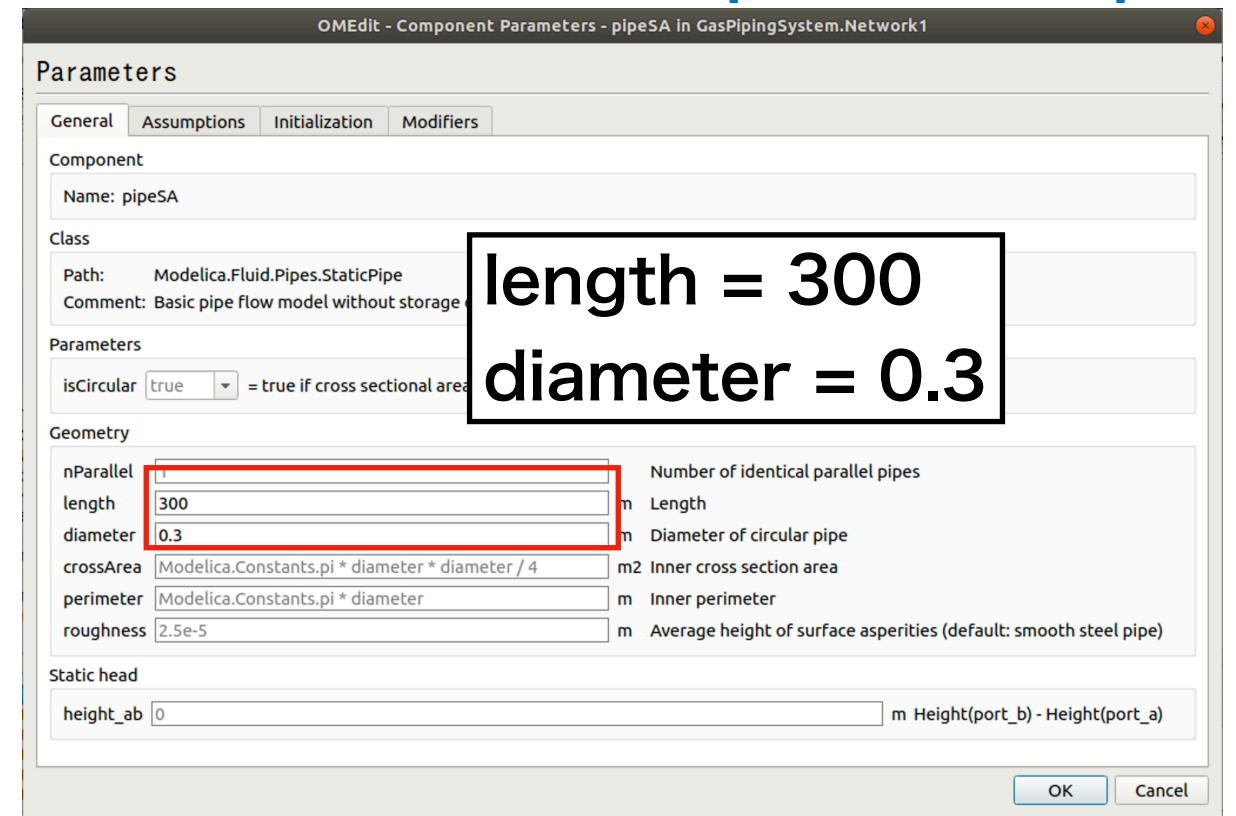 OMEdit - Component Parameters - pipeSA in GasPipingSystem.Network1
Parameters
General Assumptions Initialization Modifiers
Component
Name: pipeSA
Class
Path: Modelica.Fluid.Pipes.StaticPipe
Comment: Basic pipe flow model without storage
length = 300
diameter = 0.3
Parameters
isCircular true = true if cross sectional area
Geometry
nParallel 1 Number of identical parallel pipes
length 300 m Length
diameter 0.3 m Diameter of circular pipe
crossArea Modelica.Constants.pi * diameter * diameter / 4 m2 Inner cross section area
perimeter Modelica.Constants.pi * diameter m Inner perimeter
roughness 2.5e-5 m Average height of surface asperities (default: smooth steel pipe)
Static head
height_ab 0 m Height(port_b) - Height(port_a)
OK Cancel